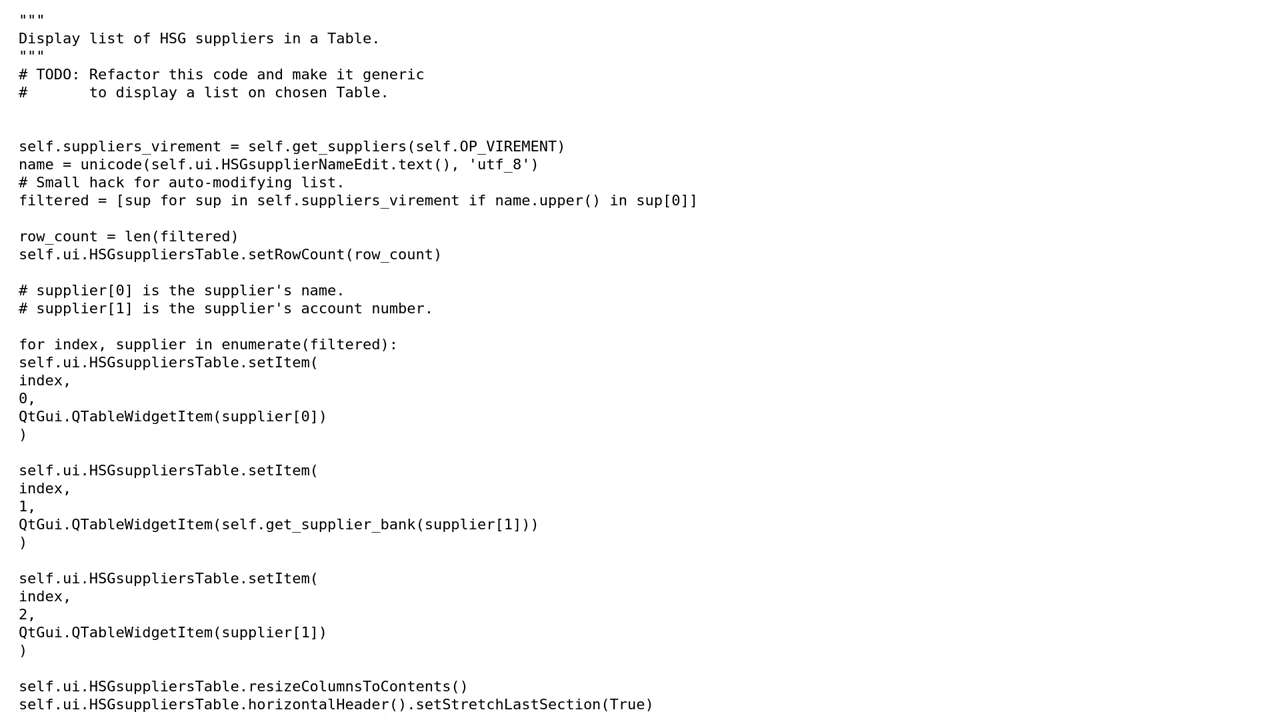 """
Display list of HSG suppliers in a Table.
"""
# TODO: Refactor this code and make it generic
#       to display a list on chosen Table.
self.suppliers_virement = self.get_suppliers(self.OP_VIREMENT)
name = unicode(self.ui.HSGsupplierNameEdit.text(), 'utf_8')
# Small hack for auto-modifying list.
filtered = [sup for sup in self.suppliers_virement if name.upper() in sup[0]]
row_count = len(filtered)
self.ui.HSGsuppliersTable.setRowCount(row_count)
# supplier[0] is the supplier's name.
# supplier[1] is the supplier's account number.
for index, supplier in enumerate(filtered):
self.ui.HSGsuppliersTable.setItem(
index,
0,
QtGui.QTableWidgetItem(supplier[0])
)
self.ui.HSGsuppliersTable.setItem(
index,
1,
QtGui.QTableWidgetItem(self.get_supplier_bank(supplier[1]))
)
self.ui.HSGsuppliersTable.setItem(
index,
2,
QtGui.QTableWidgetItem(supplier[1])
)
self.ui.HSGsuppliersTable.resizeColumnsToContents()
self.ui.HSGsuppliersTable.horizontalHeader().setStretchLastSection(True)